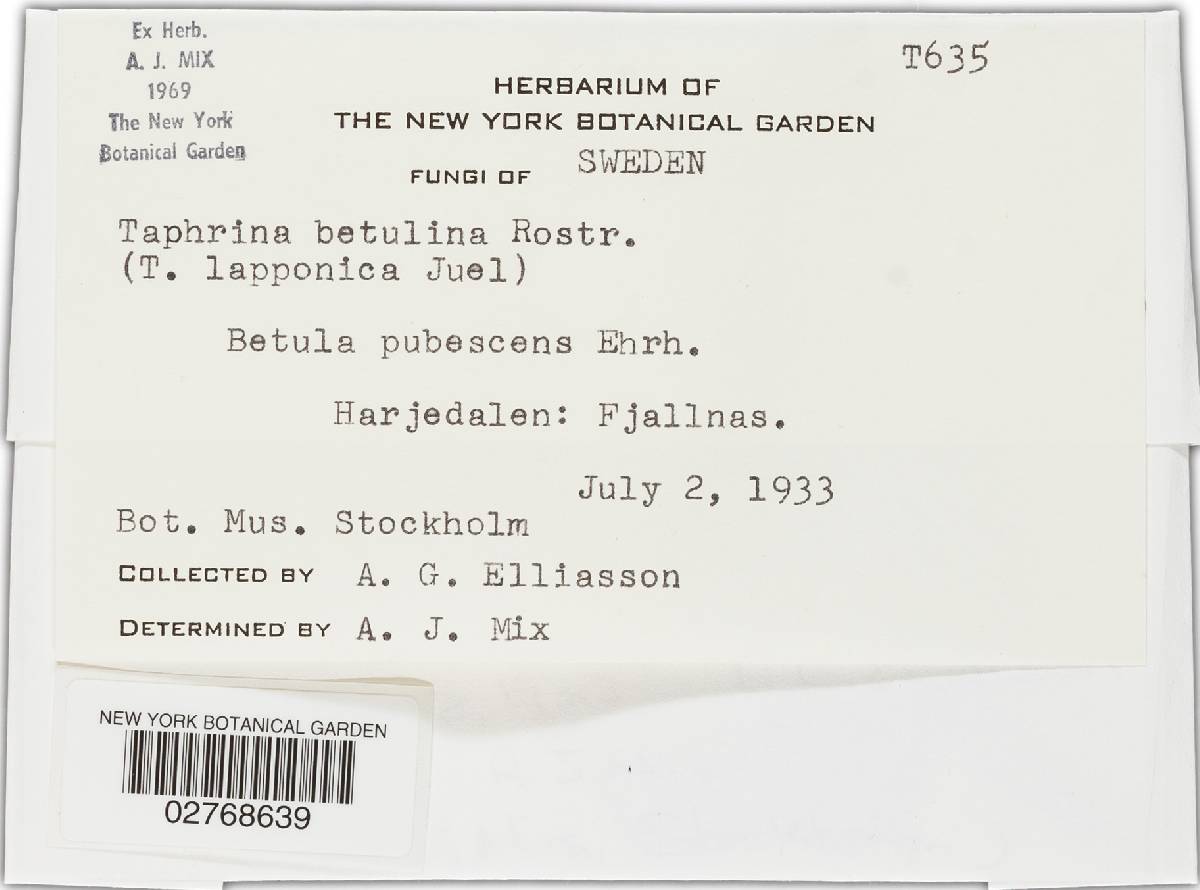 Ex Herb.
A. J. MIX
1969
The New York
Botanical Garden
T635
HERBARIUM OF
THE NEW YORK BOTANICAL GARDEN
FUNGI OF SWEDEN
Taphrina betulina Rostr.
(T. lapponica Juel)
Betula pubescens Ehrh.
Harjedalen: Fjallnas.
July 2, 1933
Bot. Mus. Stockholm
COLLECTED BY A. G. Elliasson
DETERMINED BY A. J. Mix
NEW YORK BOTANICAL GARDEN
02768639